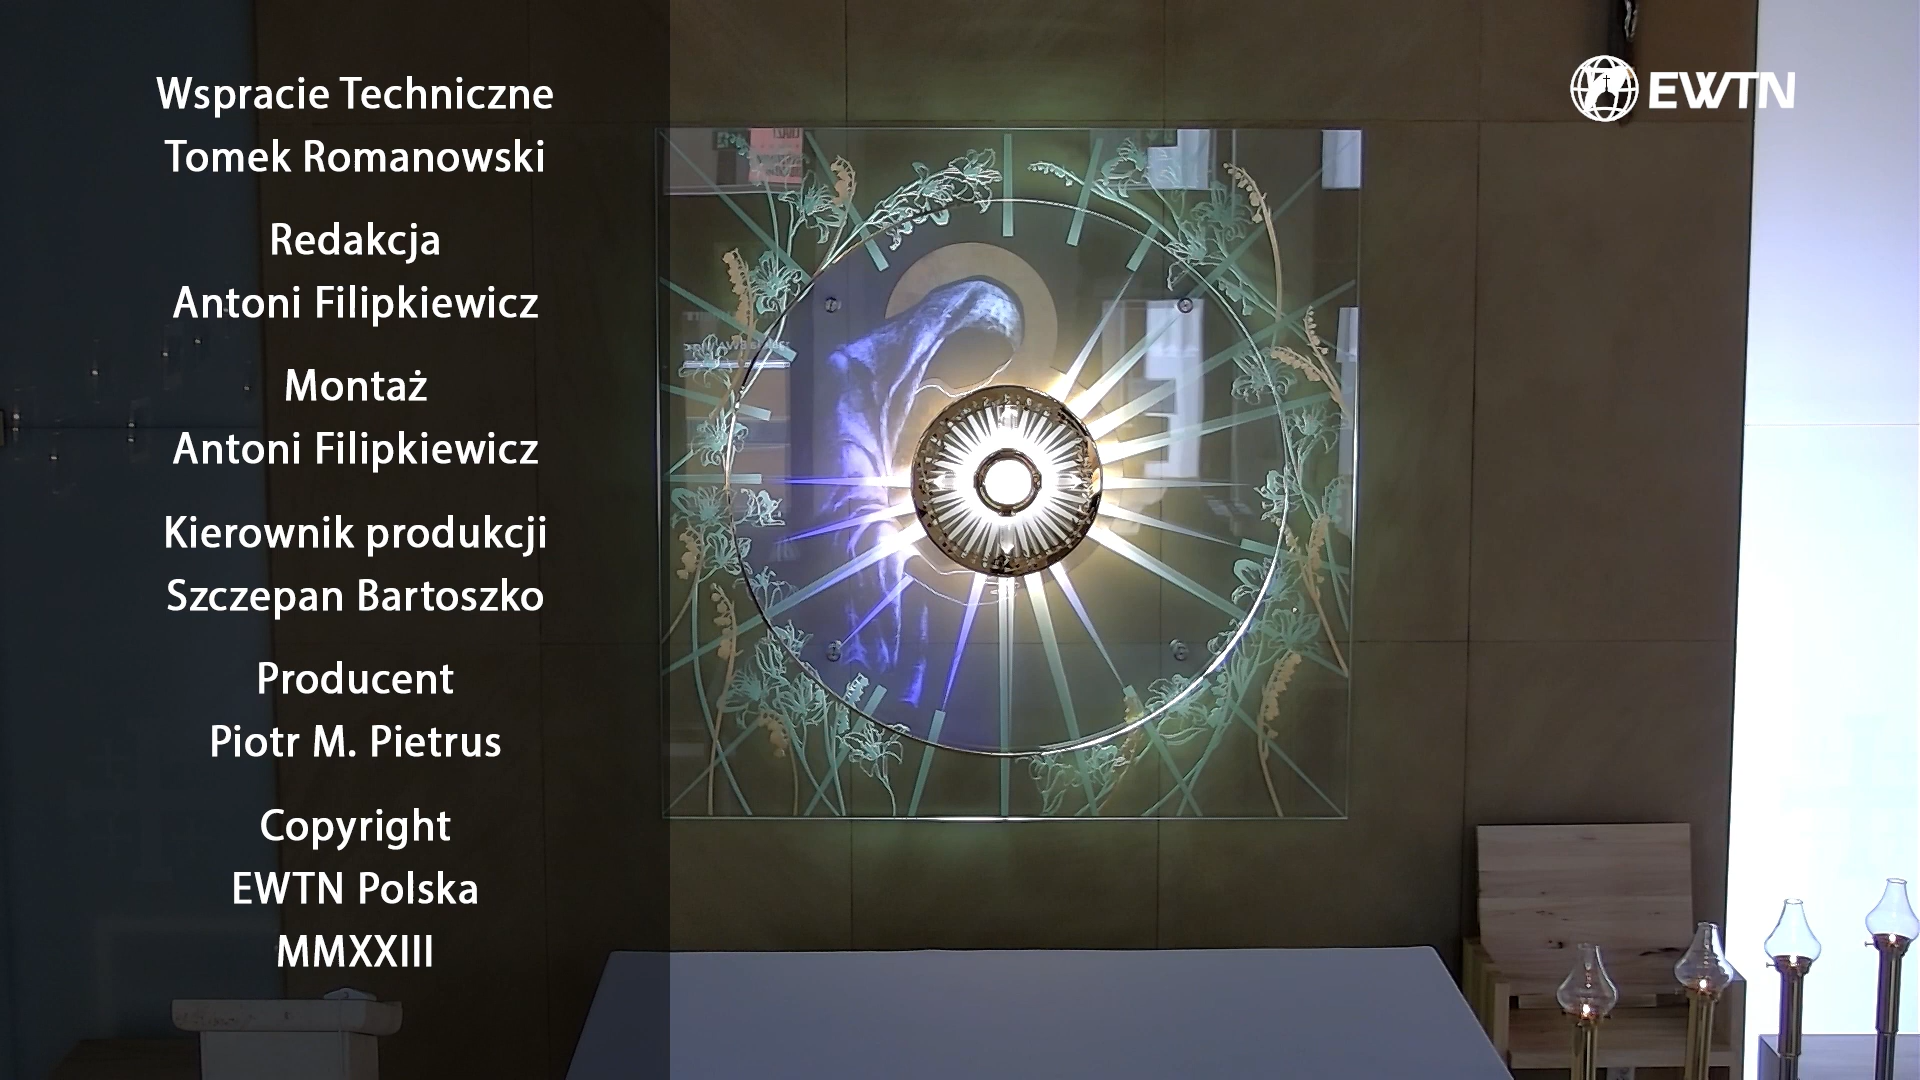 Wspracie Techniczne
Tomek Romanowski
Redakcja
Antoni Filipkiewicz
Montaż
Antoni Filipkiewicz
Kierownik produkcji
Szczepan Bartoszko
Producent
Piotr M. Pietrus
Copyright
EWTN Polska
MMXXIII
EWTN